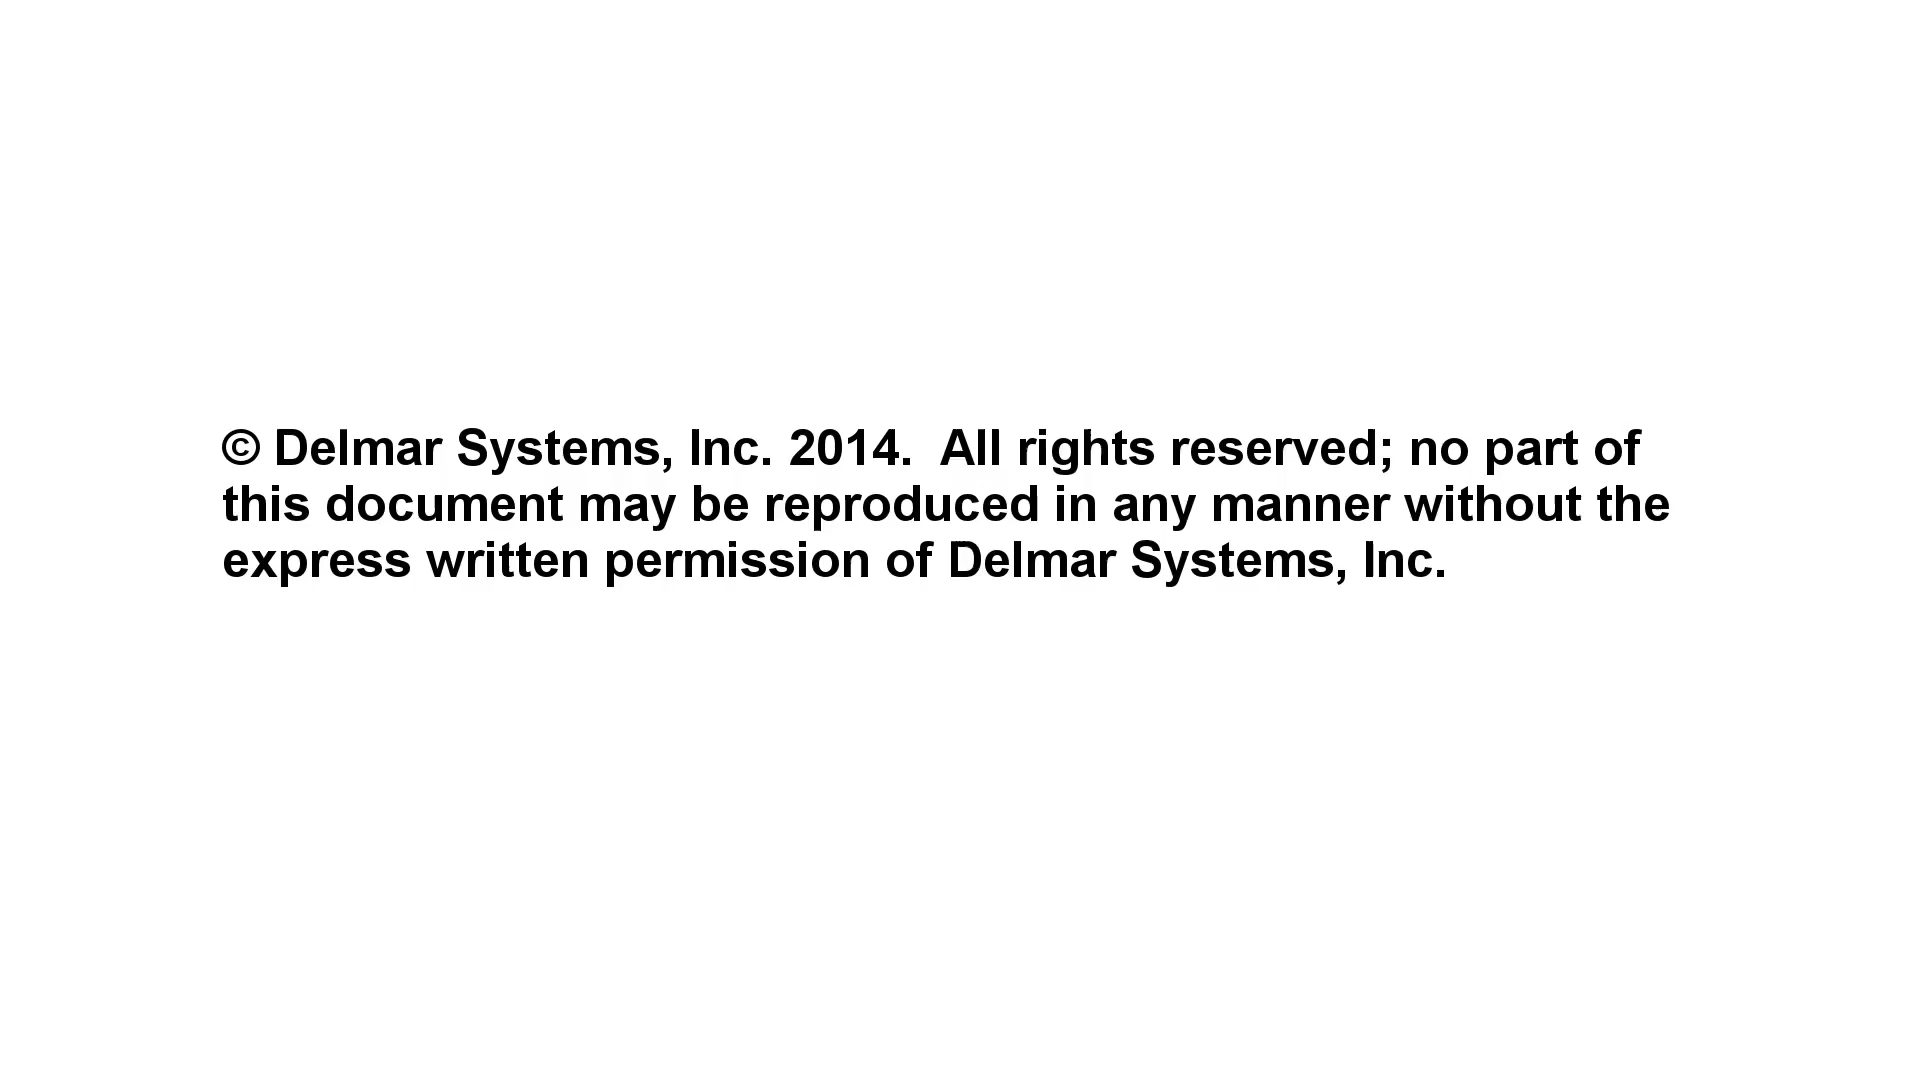 © Delmar Systems, Inc. 2014.  All rights reserved; no part of
this document may be reproduced in any manner without the
express written permission of Delmar Systems, Inc.